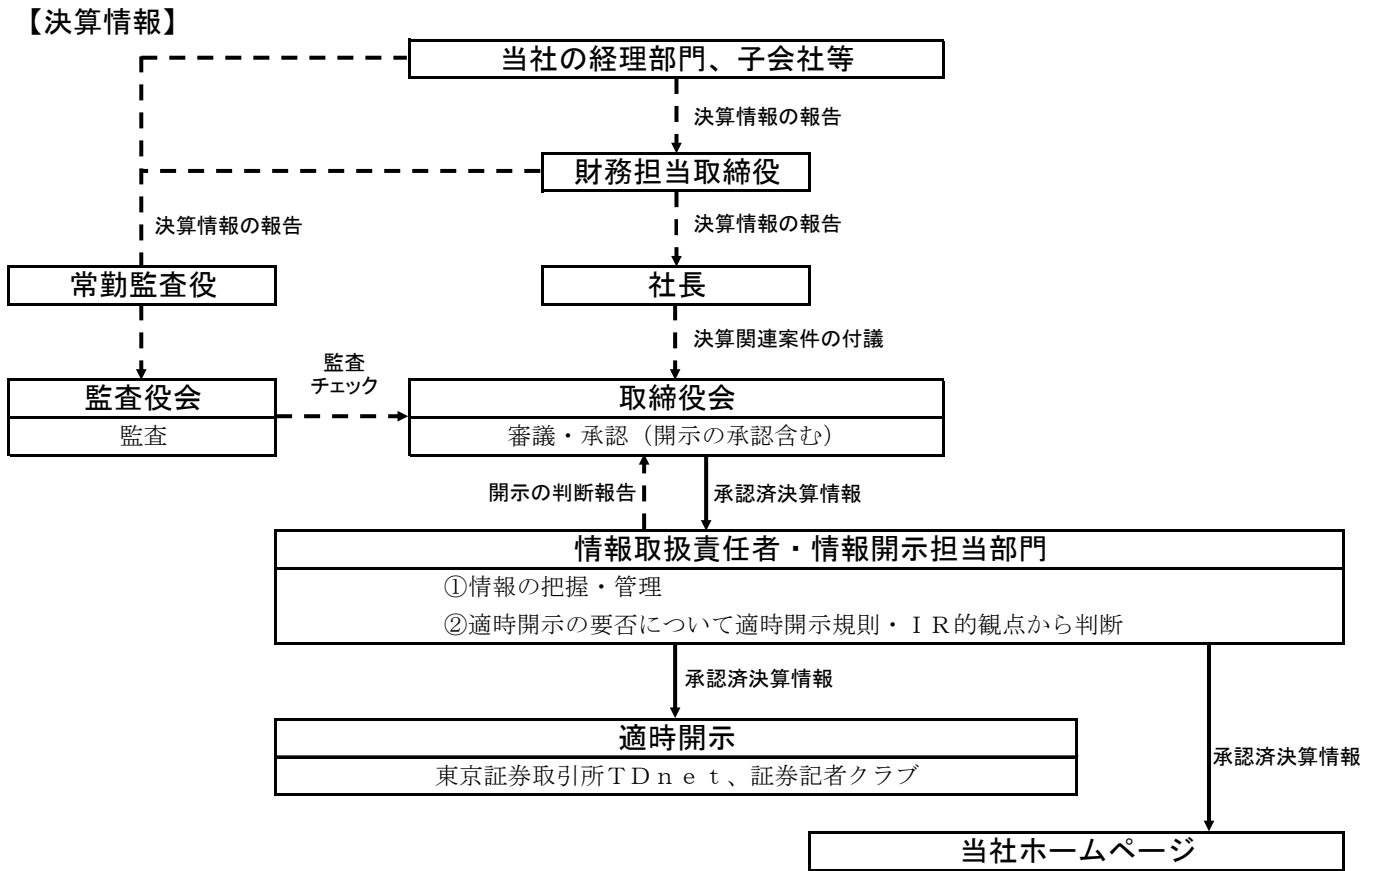 【決算情報】
当社の経理部門、子会社等
決算情報の報告
財務担当取締役
決算情報の報告
決算情報の報告
常勤監査役
社長
決算関連案件の付議
監査
チェック
監査役会
取締役会
監査
審議・承認（開示の承認含む）
開示の判断報告
承認済決算情報
情報取扱責任者・情報開示担当部門
①情報の把握・管理
②適時開示の要否について適時開示規則・ＩＲ的観点から判断
承認済決算情報
適時開示
東京証券取引所ＴＤｎｅｔ、証券記者クラブ
承認済決算情報
当社ホームページ